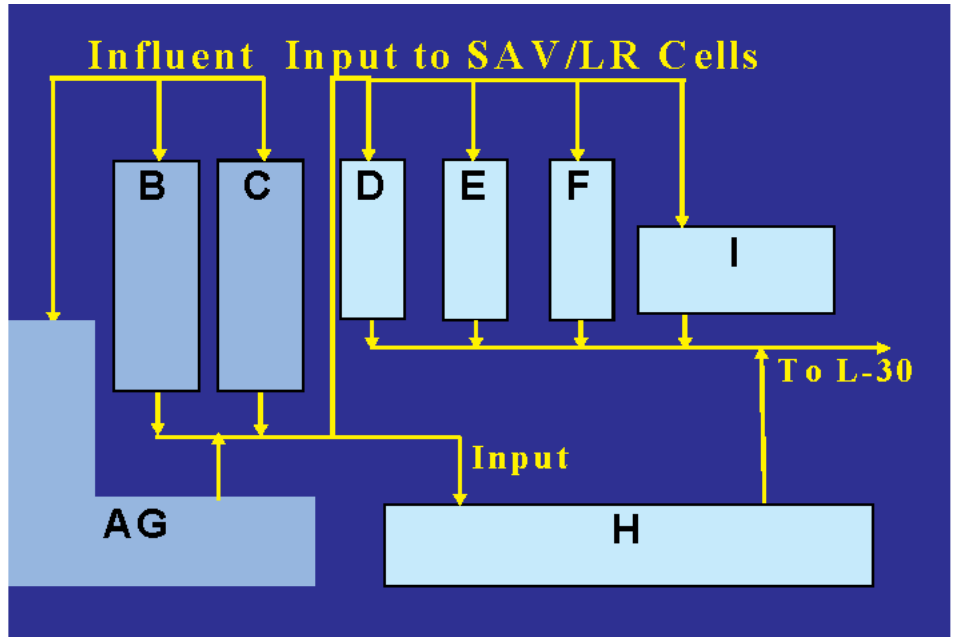 Influent Input to SAV/LR Cells
B C D E F
I
To L-30
Input
AG H